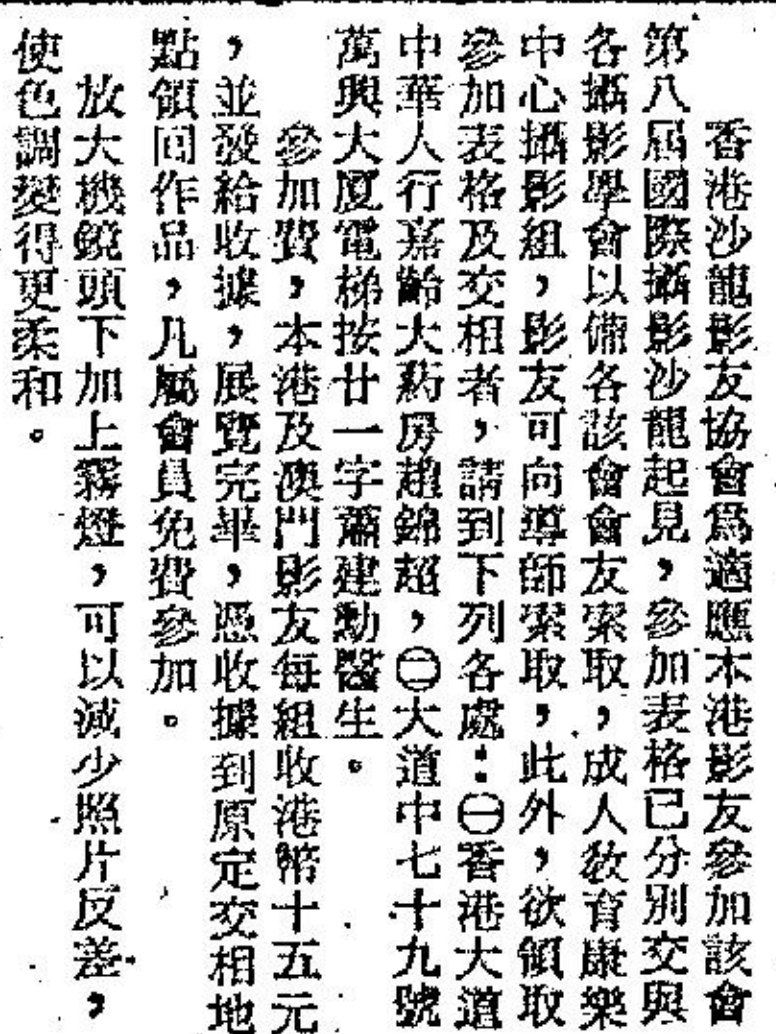 香港沙龍影友協會爲適應本港影友參加該會
第八屆國際攝影沙龍起見，參加表格已分別交與
各攝影學會以備各該會會友索取，成人敎育康樂
中心攝影組，影友可向導師索取，此外，欲領取
參加表格及交相者，請到下列各處：㊀香港大道
中華人行嘉齡大葯房趙錦超，㊁大道中七十九號
萬興大厦電梯按廿一字蕭建勳醫生。
參加費，本港及澳門影友每組收港幣十五元
，並發給收據，展覽完畢，憑收據到原定交相地
點領回作品，凡屬會員免費參加。
放大機鏡頭下加上霧燈，可以減少照片反差，
使色調變得更柔和。